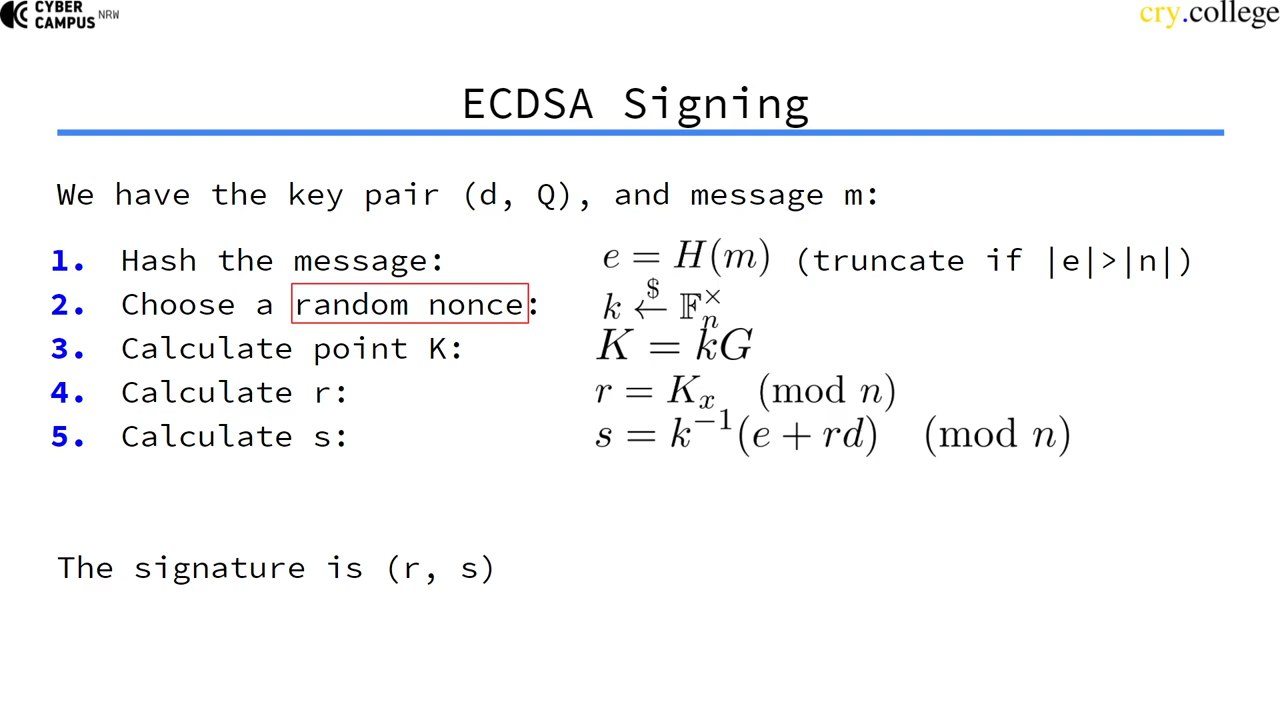 CYBER
CAMPUS NRW
cry.college
ECDSA Signing
We have the key pair (d, Q), and message m:
1. Hash the message: e = H(m) (truncate if |e|>|n|)
2. Choose a random nonce: k $← 𝔽ₙ×
3. Calculate point K: K = kG
4. Calculate r: r = Kₓ (mod n)
5. Calculate s: s = k⁻¹(e + rd) (mod n)
The signature is (r, s)